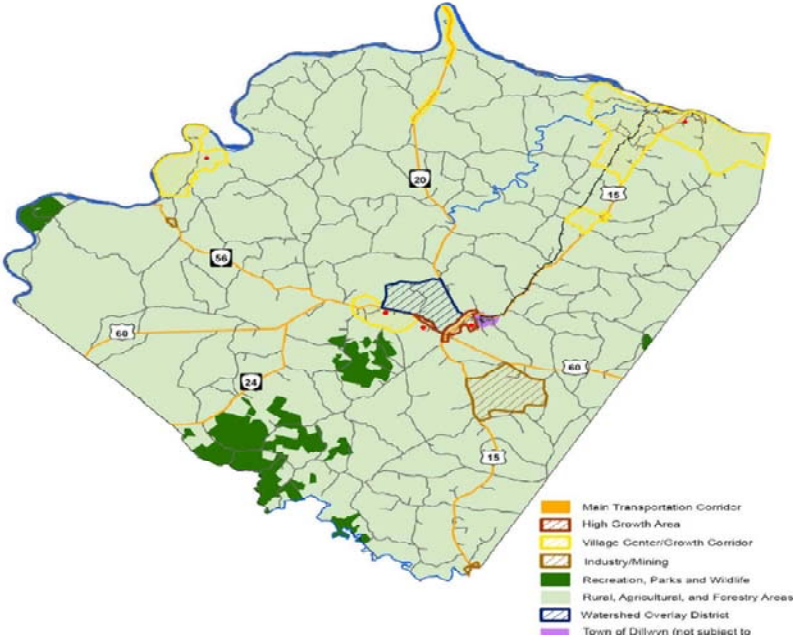 20
15
56
60
60
24
15
Main Transportation Corridor
High Growth Area
Village Center/Growth Corridor
Industry/Mining
Recreation, Parks and Wildlife
Rural, Agricultural, and Forestry Areas
Watershed Overlay District
Town of Dillwyn (not subject to